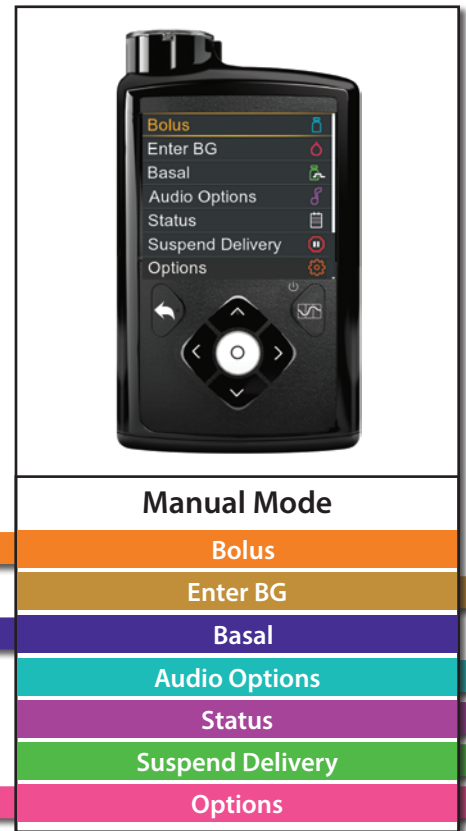 Bolus
Enter BG
Basal
Audio Options
Status
Suspend Delivery
Options
Manual Mode
Bolus
Enter BG
Basal
Audio Options
Status
Suspend Delivery
Options